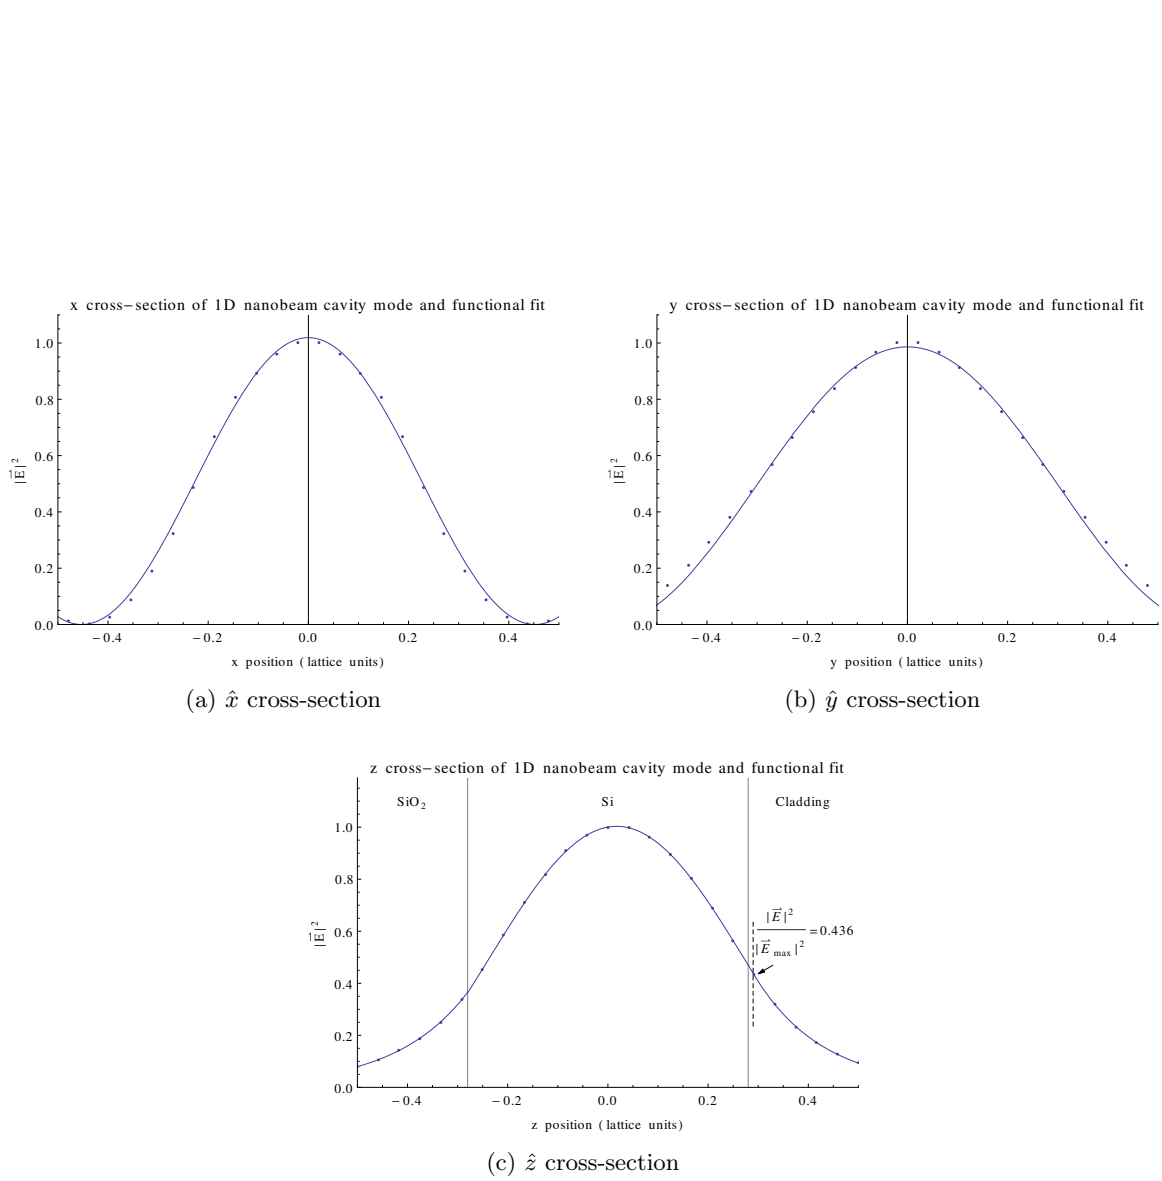 x cross−section of 1D nanobeam cavity mode and functional fit
1.0
0.8
0.6
0.4
0.2
0.0
|E⃗|²
−0.4 −0.2 0.0 0.2 0.4
x position (lattice units)
(a) x̂ cross-section
y cross−section of 1D nanobeam cavity mode and functional fit
1.0
0.8
0.6
0.4
0.2
0.0
|E⃗|²
−0.4 −0.2 0.0 0.2 0.4
y position (lattice units)
(b) ŷ cross-section
z cross−section of 1D nanobeam cavity mode and functional fit
SiO₂ Si Cladding
1.0
0.8
0.6
0.4
0.2
0.0
|E⃗|²
|E⃗|²
|E⃗ max|²
=0.436
−0.4 −0.2 0.0 0.2 0.4
z position (lattice units)
(c) ẑ cross-section